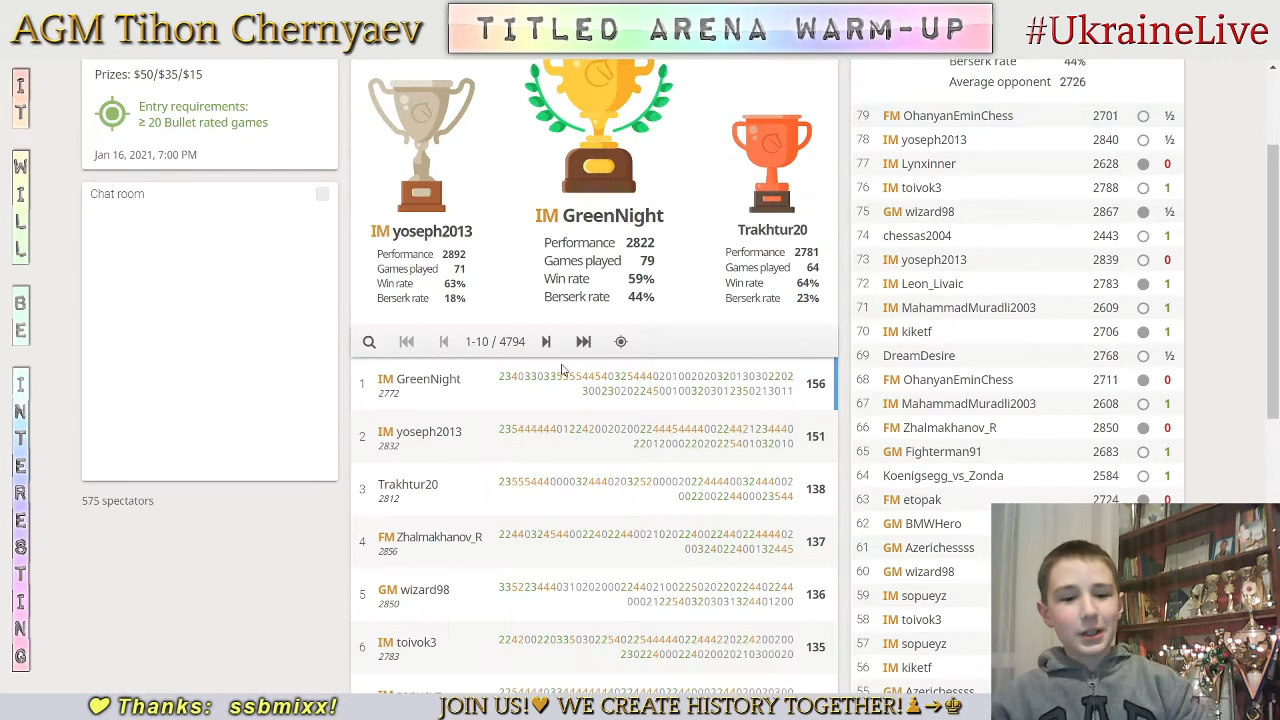 AGM Tihon Chernyaev
TITLED ARENA WARM-UP
#UkraineLive
IT
WILL
BE
INTERESTING
Prizes: $50/$35/$15
Entry requirements:
≥ 20 Bullet rated games
Jan 16, 2021, 7:00 PM
Chat room
575 spectators
IM yoseph2013
Performance 2892
Games played 71
Win rate 63%
Berserk rate 18%
IM GreenNight
Performance 2822
Games played 79
Win rate 59%
Berserk rate 44%
Trakhtur20
Performance 2781
Games played 64
Win rate 64%
Berserk rate 23%
1-10 / 4794
1 IM GreenNight 156
2772
2 IM yoseph2013 151
2832
3 Trakhtur20 138
2812
4 FM Zhalmakhanov_R 137
2856
5 GM wizard98 136
2850
6 IM toivok3 135
2783
Berserk rate 44%
Average opponent 2726
79 FM OhanyanEminChess 2701 ½
78 IM yoseph2013 2840 ½
77 IM Lynxinner 2628 0
76 IM toivok3 2788 1
75 GM wizard98 2867 ½
74 chessas2004 2443 1
73 IM yoseph2013 2839 0
72 IM Leon_Livaic 2783 1
71 IM MahammadMuradli2003 2609 1
70 IM kiketf 2706 1
69 DreamDesire 2768 ½
68 FM OhanyanEminChess 2711 0
67 IM MahammadMuradli2003 2608 1
66 FM Zhalmakhanov_R 2850 0
65 GM Fighterman91 2683 1
64 Koenigsegg_vs_Zonda 2584 1
63 FM etopak 2724 0
62 GM BMWHero
61 GM Azerichessss
60 GM wizard98
59 IM sopueyz
58 IM toivok3
57 IM sopueyz
56 IM kiketf
55 GM Azerichessss
Thanks: ssbmixx!
JOIN US! WE CREATE HISTORY TOGETHER!